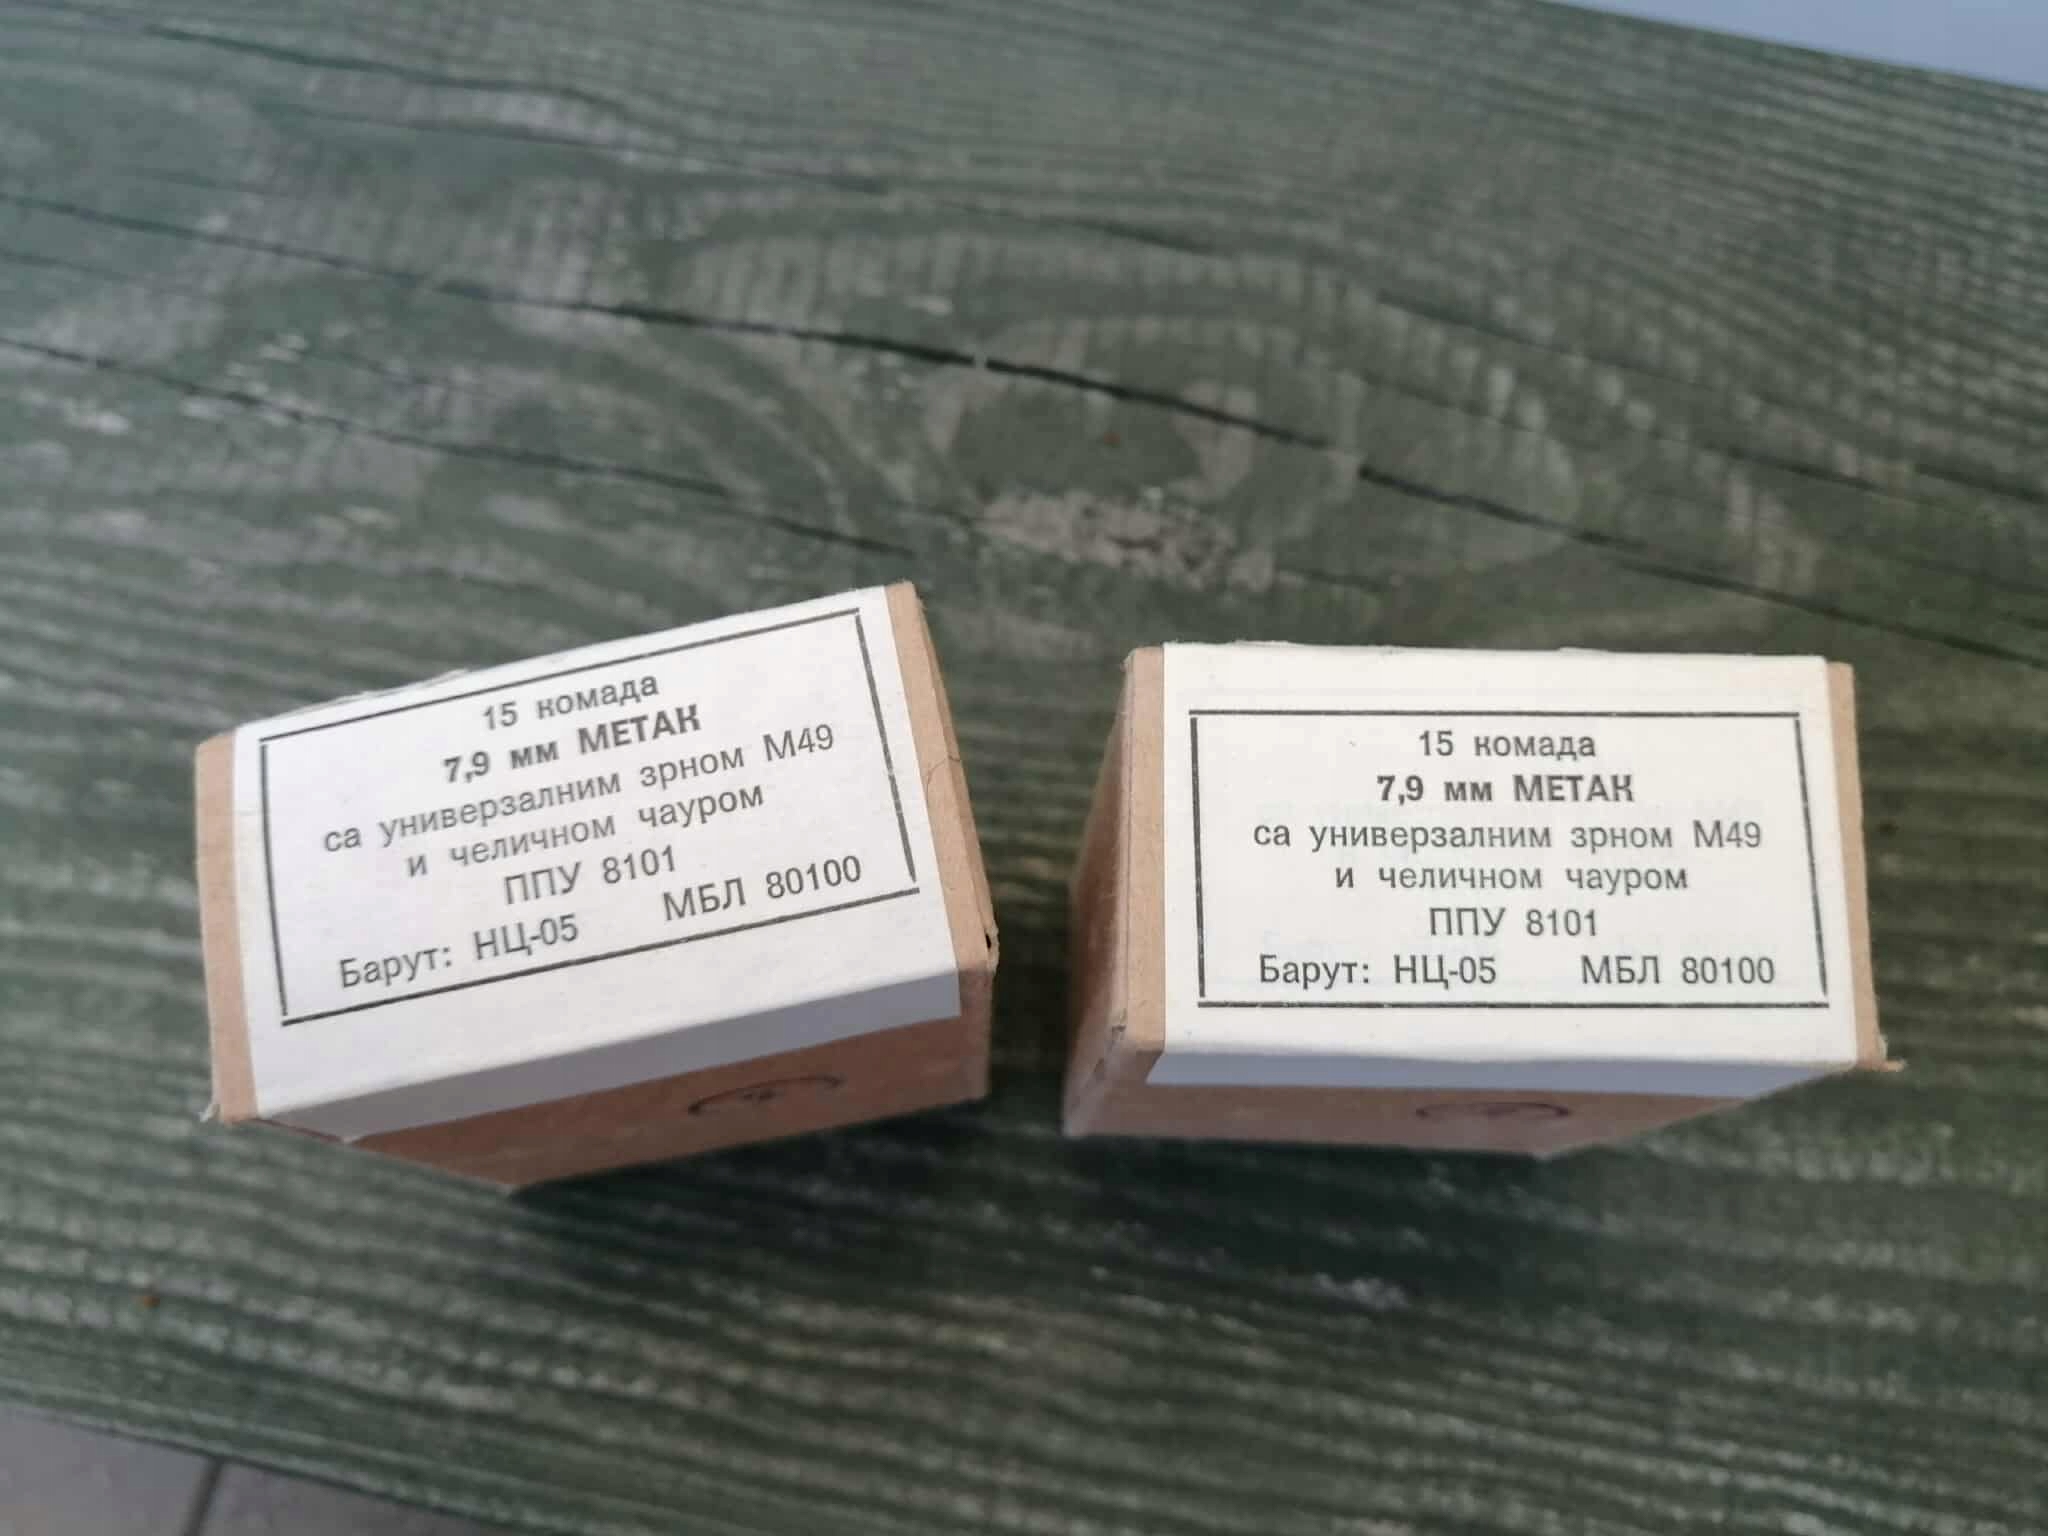 15 комада
7,9 мм МЕТАК
са универзалним зрном М49
и челичном чауром
ППУ 8101
Барут: НЦ-05 МБЛ 80100
15 комада
7,9 мм МЕТАК
са универзалним зрном М49
и челичном чауром
ППУ 8101
Барут: НЦ-05 МБЛ 80100